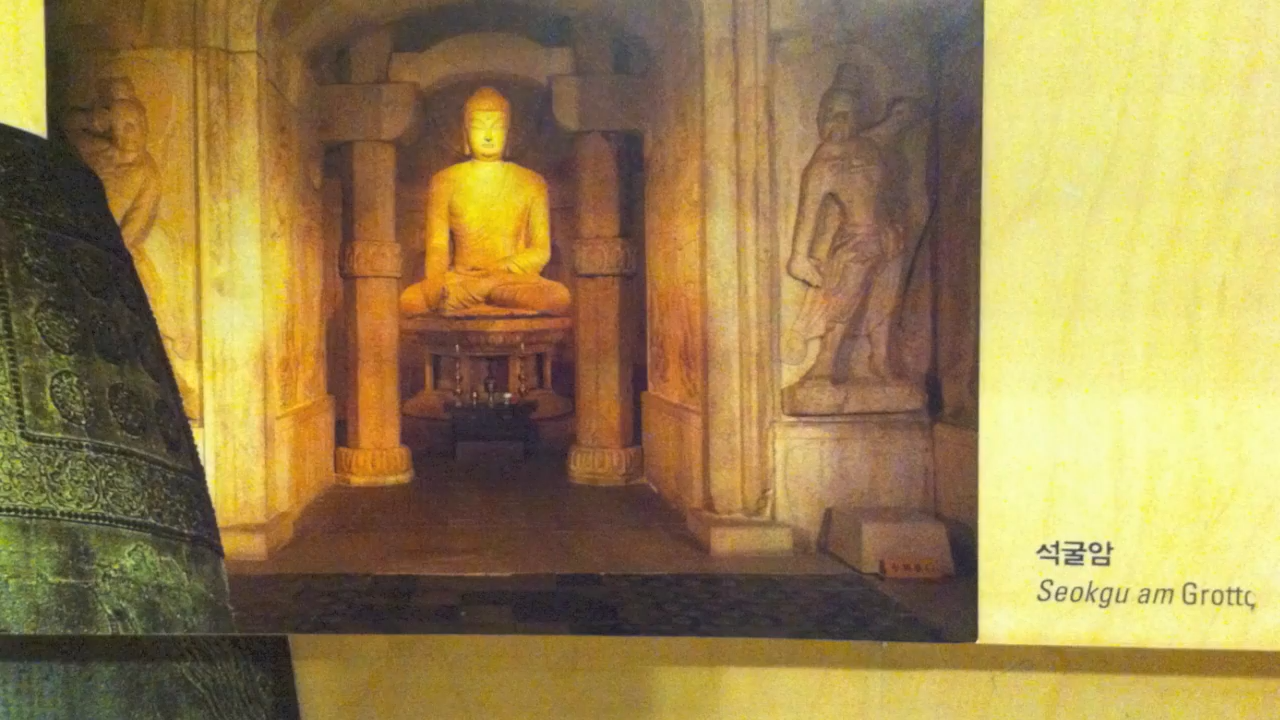 석굴암
Seokgu am Grotto